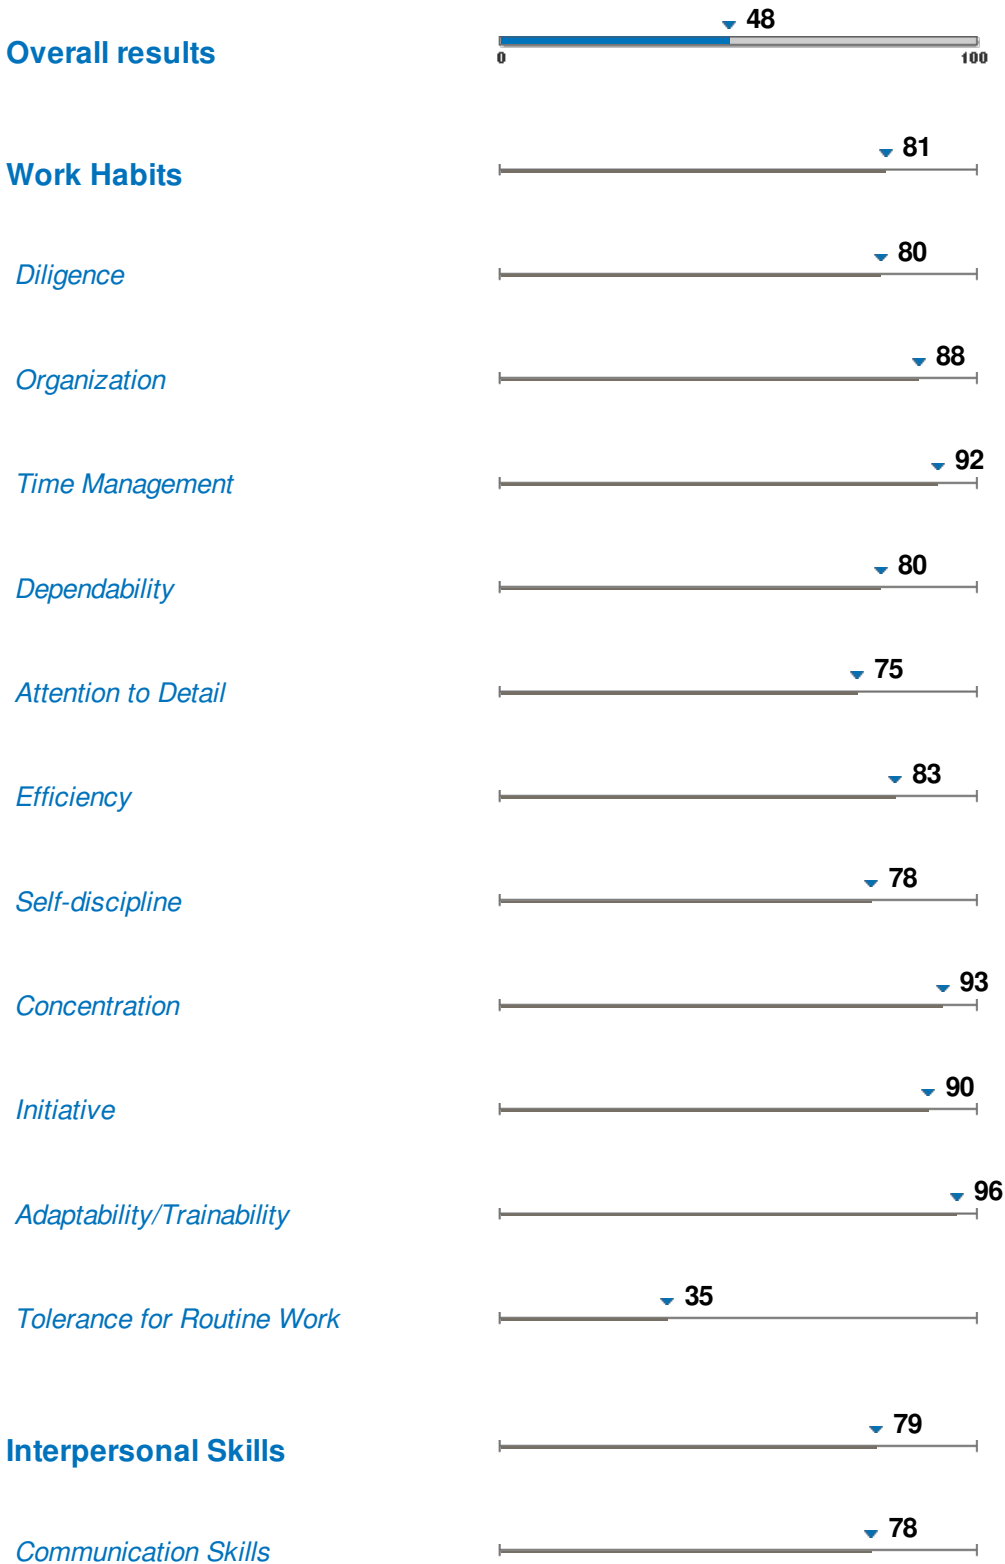 48
Overall results
0 100
81
Work Habits
80
Diligence
88
Organization
92
Time Management
80
Dependability
75
Attention to Detail
83
Efficiency
78
Self-discipline
93
Concentration
90
Initiative
96
Adaptability/Trainability
35
Tolerance for Routine Work
79
Interpersonal Skills
78
Communication Skills